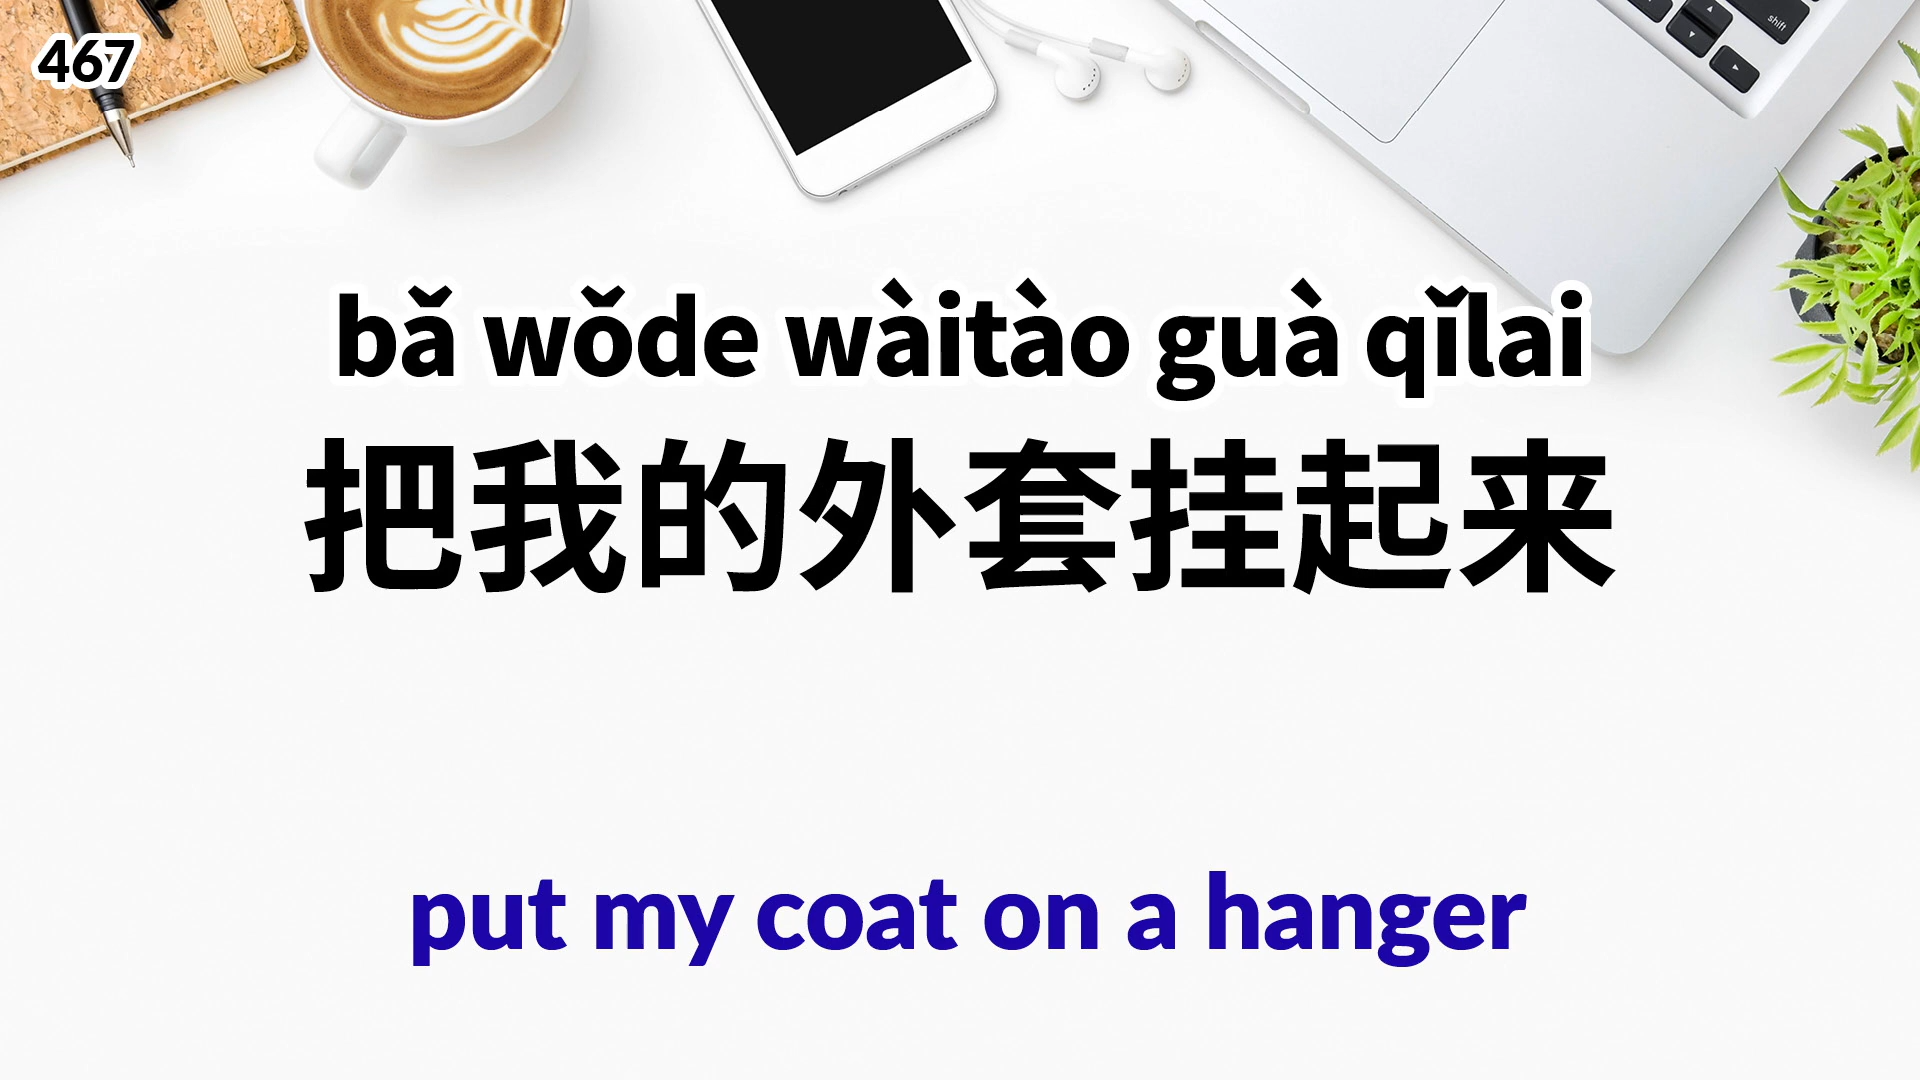 467
shift
bǎ wǒde wàitào guà qǐlai
把我的外套挂起来
put my coat on a hanger